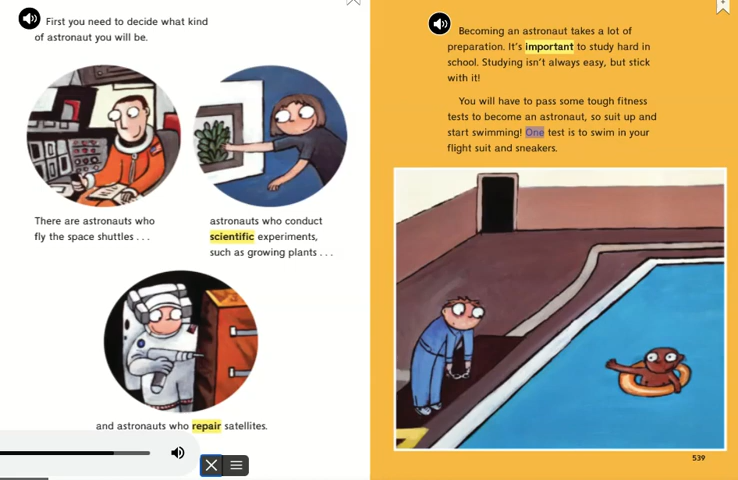 First you need to decide what kind
of astronaut you will be.
There are astronauts who
fly the space shuttles . . .
astronauts who conduct
scientific experiments,
such as growing plants . . .
and astronauts who repair satellites.
Becoming an astronaut takes a lot of
preparation. It's important to study hard in
school. Studying isn't always easy, but stick
with it!
You will have to pass some tough fitness
tests to become an astronaut, so suit up and
start swimming! One test is to swim in your
flight suit and sneakers.
539